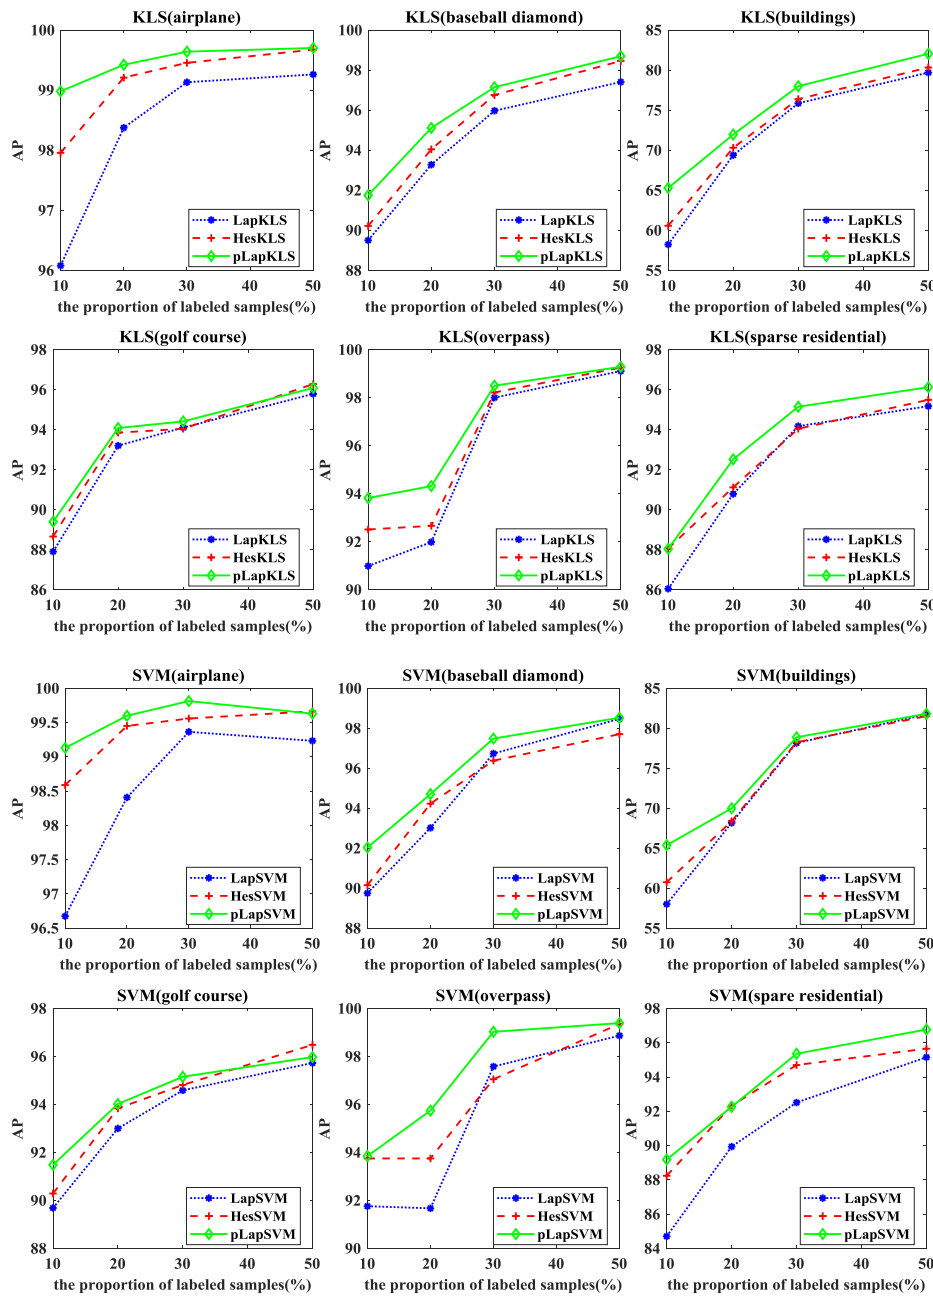 KLS(airplane)
100
99
98
97
96
AP
LapKLS
HesKLS
pLapKLS
10 20 30 40 50
the proportion of labeled samples(%)
KLS(baseball diamond)
100
98
96
94
92
90
88
AP
LapKLS
HesKLS
pLapKLS
10 20 30 40 50
the proportion of labeled samples(%)
KLS(buildings)
85
80
75
70
65
60
55
AP
LapKLS
HesKLS
pLapKLS
10 20 30 40 50
the proportion of labeled samples(%)
KLS(golf course)
98
96
94
92
90
88
86
AP
LapKLS
HesKLS
pLapKLS
10 20 30 40 50
the proportion of labeled samples(%)
KLS(overpass)
100
98
96
94
92
90
AP
LapKLS
HesKLS
pLapKLS
10 20 30 40 50
the proportion of labeled samples(%)
KLS(sparse residential)
98
96
94
92
90
88
86
AP
LapKLS
HesKLS
pLapKLS
10 20 30 40 50
the proportion of labeled samples(%)
SVM(airplane)
100
99.5
99
98.5
98
97.5
97
96.5
AP
LapSVM
HesSVM
pLapSVM
10 20 30 40 50
the proportion of labeled samples(%)
SVM(baseball diamond)
100
98
96
94
92
90
88
AP
LapSVM
HesSVM
pLapSVM
10 20 30 40 50
the proportion of labeled samples(%)
SVM(buildings)
85
80
75
70
65
60
55
AP
LapSVM
HesSVM
pLapSVM
10 20 30 40 50
the proportion of labeled samples(%)
SVM(golf course)
98
96
94
92
90
88
AP
LapSVM
HesSVM
pLapSVM
10 20 30 40 50
the proportion of labeled samples(%)
SVM(overpass)
100
98
96
94
92
90
AP
LapSVM
HesSVM
pLapSVM
10 20 30 40 50
the proportion of labeled samples(%)
SVM(spare residential)
98
96
94
92
90
88
86
84
AP
LapSVM
HesSVM
pLapSVM
10 20 30 40 50
the proportion of labeled samples(%)